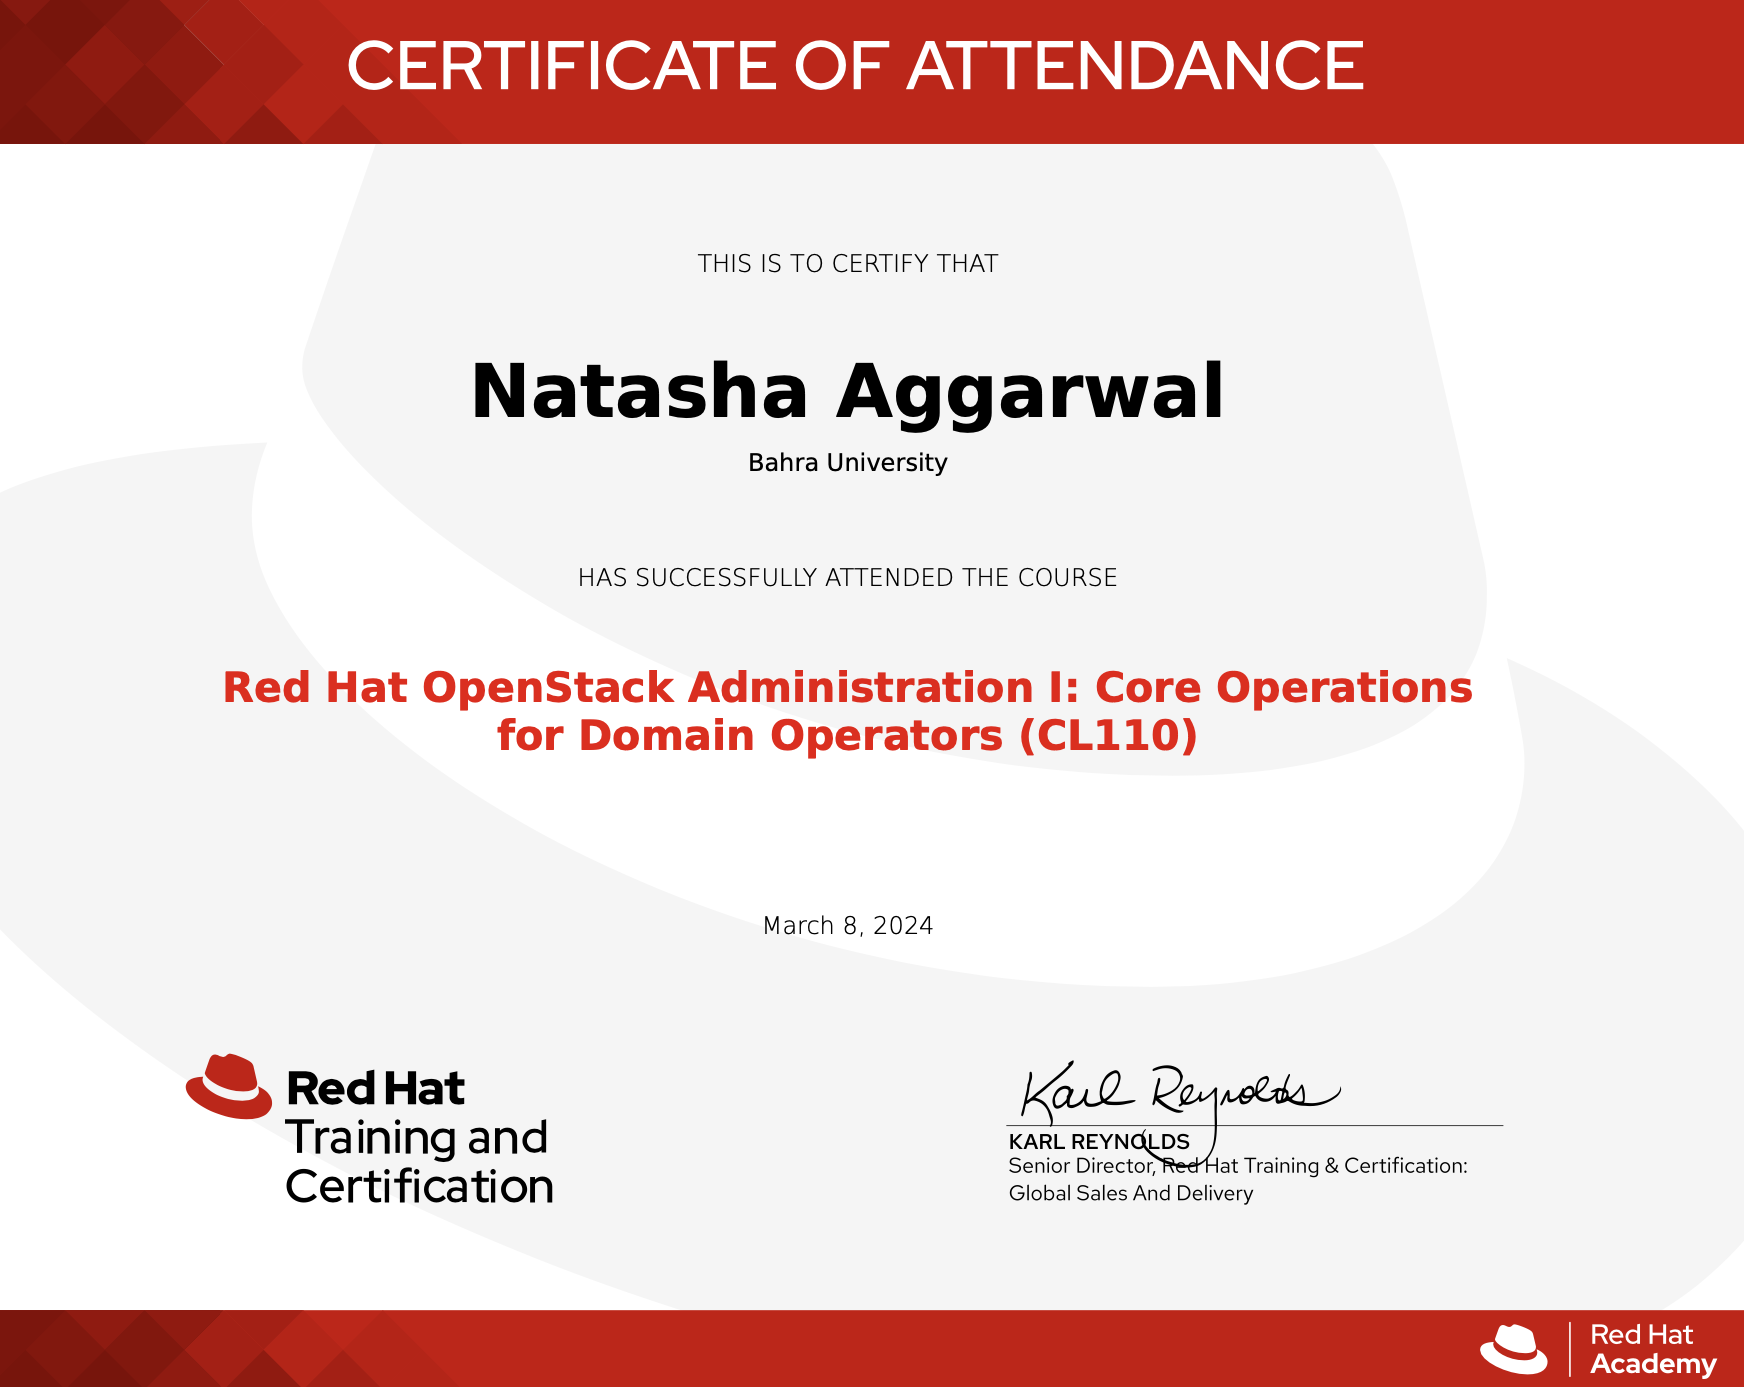 CERTIFICATE OF ATTENDANCE
THIS IS TO CERTIFY THAT
Natasha Aggarwal
Bahra University
HAS SUCCESSFULLY ATTENDED THE COURSE
Red Hat OpenStack Administration I: Core Operations
for Domain Operators (CL110)
March 8, 2024
Red Hat
Training and
Certification
Karl Reynolds
KARL REYNOLDS
Senior Director, Red Hat Training & Certification:
Global Sales And Delivery
Red Hat
Academy